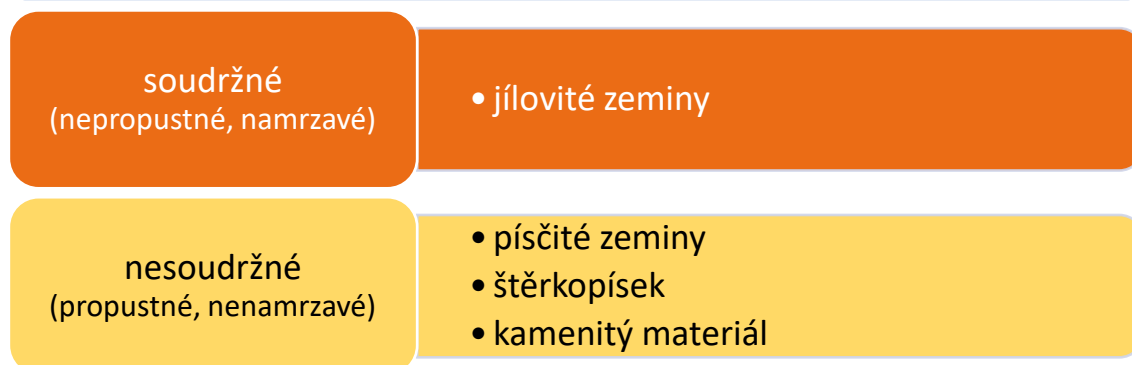 soudržné
(nepropustné, namrzavé)
• jílovité zeminy
nesoudržné
(propustné, nenamrzavé)
• písčité zeminy
• štěrkopísek
• kamenitý materiál